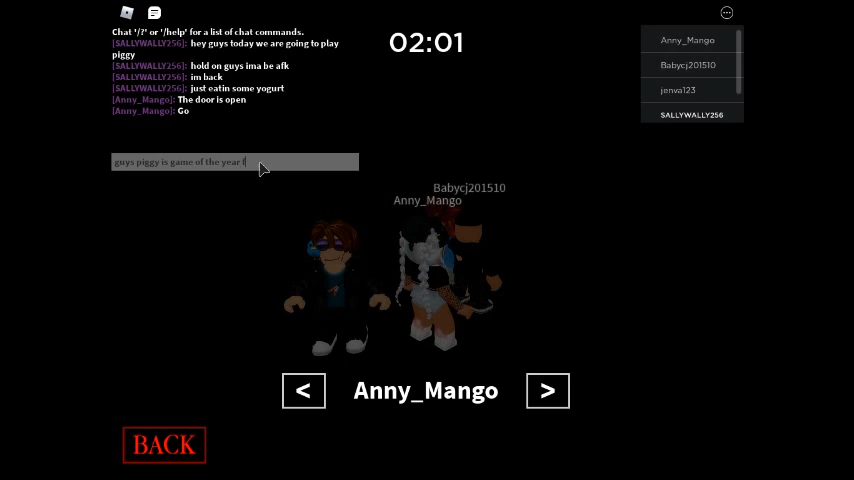 Chat '/?' or '/help' for a list of chat commands.
[SALLYWALLY256]: hey guys today we are going to play
piggy
[SALLYWALLY256]: hold on guys ima be afk
[SALLYWALLY256]: im back
[SALLYWALLY256]: just eatin some yogurt
[Anny_Mango]: The door is open
[Anny_Mango]: Go
02:01
Anny_Mango
Babycj201510
jenva123
SALLYWALLY256
guys piggy is game of the year f
Babycj201510
Anny_Mango
< Anny_Mango >
BACK